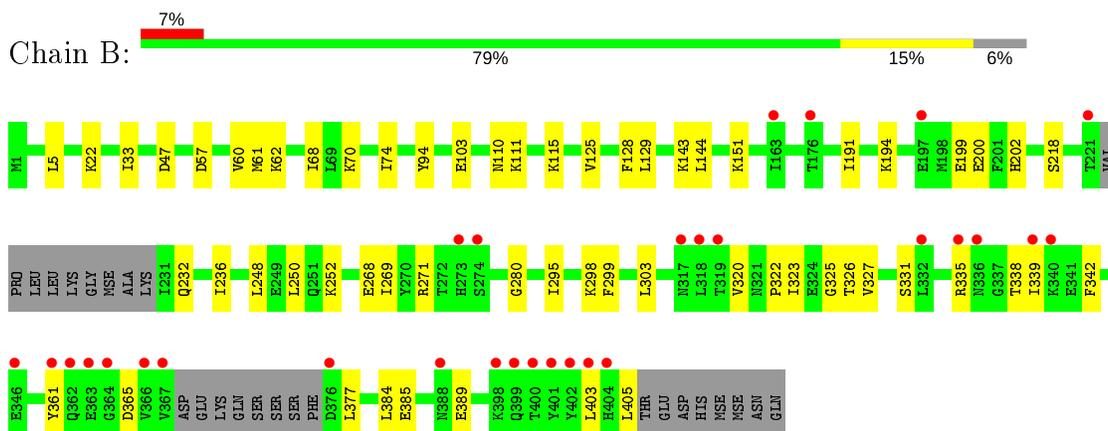 7%
Chain B:
79% 15% 6%
M1 L5 K22 I33 D47 D57 V60 M61 K62 I68 L69 K70 I74 Y94 E103 N110 K111 K115 V125 F128 L129 K143 L144 K151 I163 T176 I191 K194 E197 M198 E199 E200 F201 H202 S218 T221 VAL
PRO LEU LEU LYS GLY MSE ALA LYS I231 Q232 I236 L248 E249 L250 Q251 K252 E268 I269 Y270 R271 T272 H273 S274 G280 I295 K298 F299 L303 N317 L318 T319 V320 N321 P322 I323 E324 G325 T326 V327 S331 L332 R335 N336 G337 T338 I339 K340 E341 F342
E346 Y361 Q362 E363 G364 D365 V366 V367 ASP GLU LYS GLN SER SER SER PHE D376 L377 L384 E385 N388 E389 K398 Q399 T400 Y401 Y402 L403 H404 L405 THR GLU ASP HIS MSE MSE ASN GLN